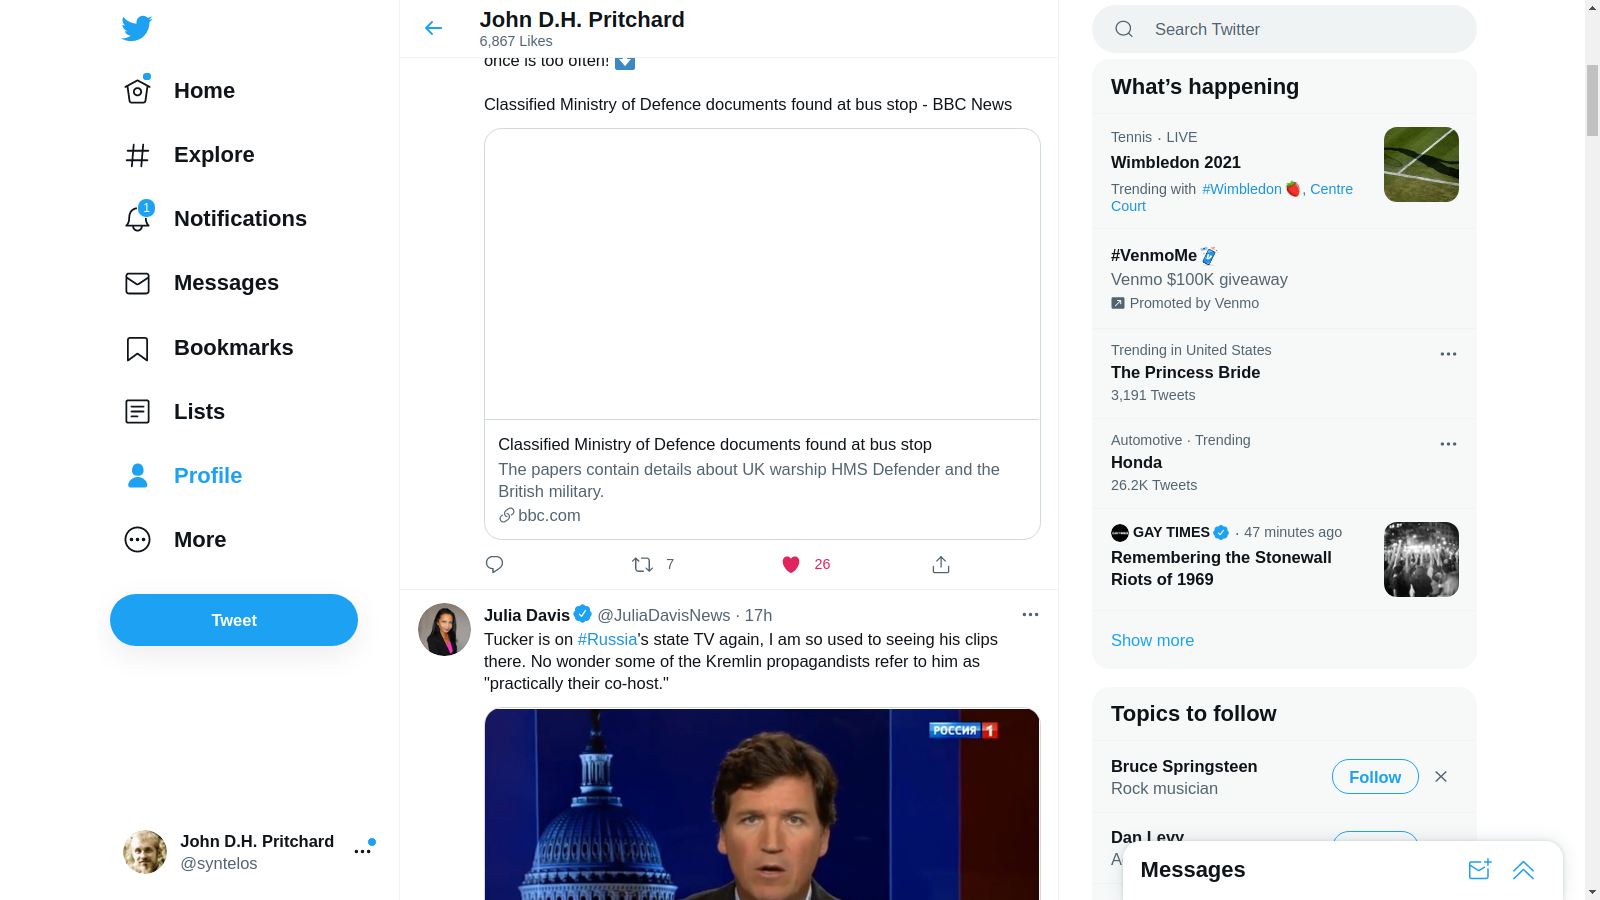 Home
Explore
1
Notifications
Messages
Bookmarks
Lists
Profile
More
Tweet
John D.H. Pritchard
@syntelos
John D.H. Pritchard
6,867 Likes
once is too often!
Classified Ministry of Defence documents found at bus stop - BBC News
Classified Ministry of Defence documents found at bus stop
The papers contain details about UK warship HMS Defender and the
British military.
bbc.com
7
26
Julia Davis @JuliaDavisNews · 17h
Tucker is on #Russia's state TV again, I am so used to seeing his clips
there. No wonder some of the Kremlin propagandists refer to him as
"practically their co-host."
РОССИЯ 1
Search Twitter
What's happening
Tennis · LIVE
Wimbledon 2021
Trending with #Wimbledon🍓, Centre
Court
#VenmoMe
Venmo $100K giveaway
Promoted by Venmo
Trending in United States
The Princess Bride
3,191 Tweets
Automotive · Trending
Honda
26.2K Tweets
GAY TIMES · 47 minutes ago
Remembering the Stonewall
Riots of 1969
Show more
Topics to follow
Bruce Springsteen
Rock musician
Follow
Dan Levy
A
Messages